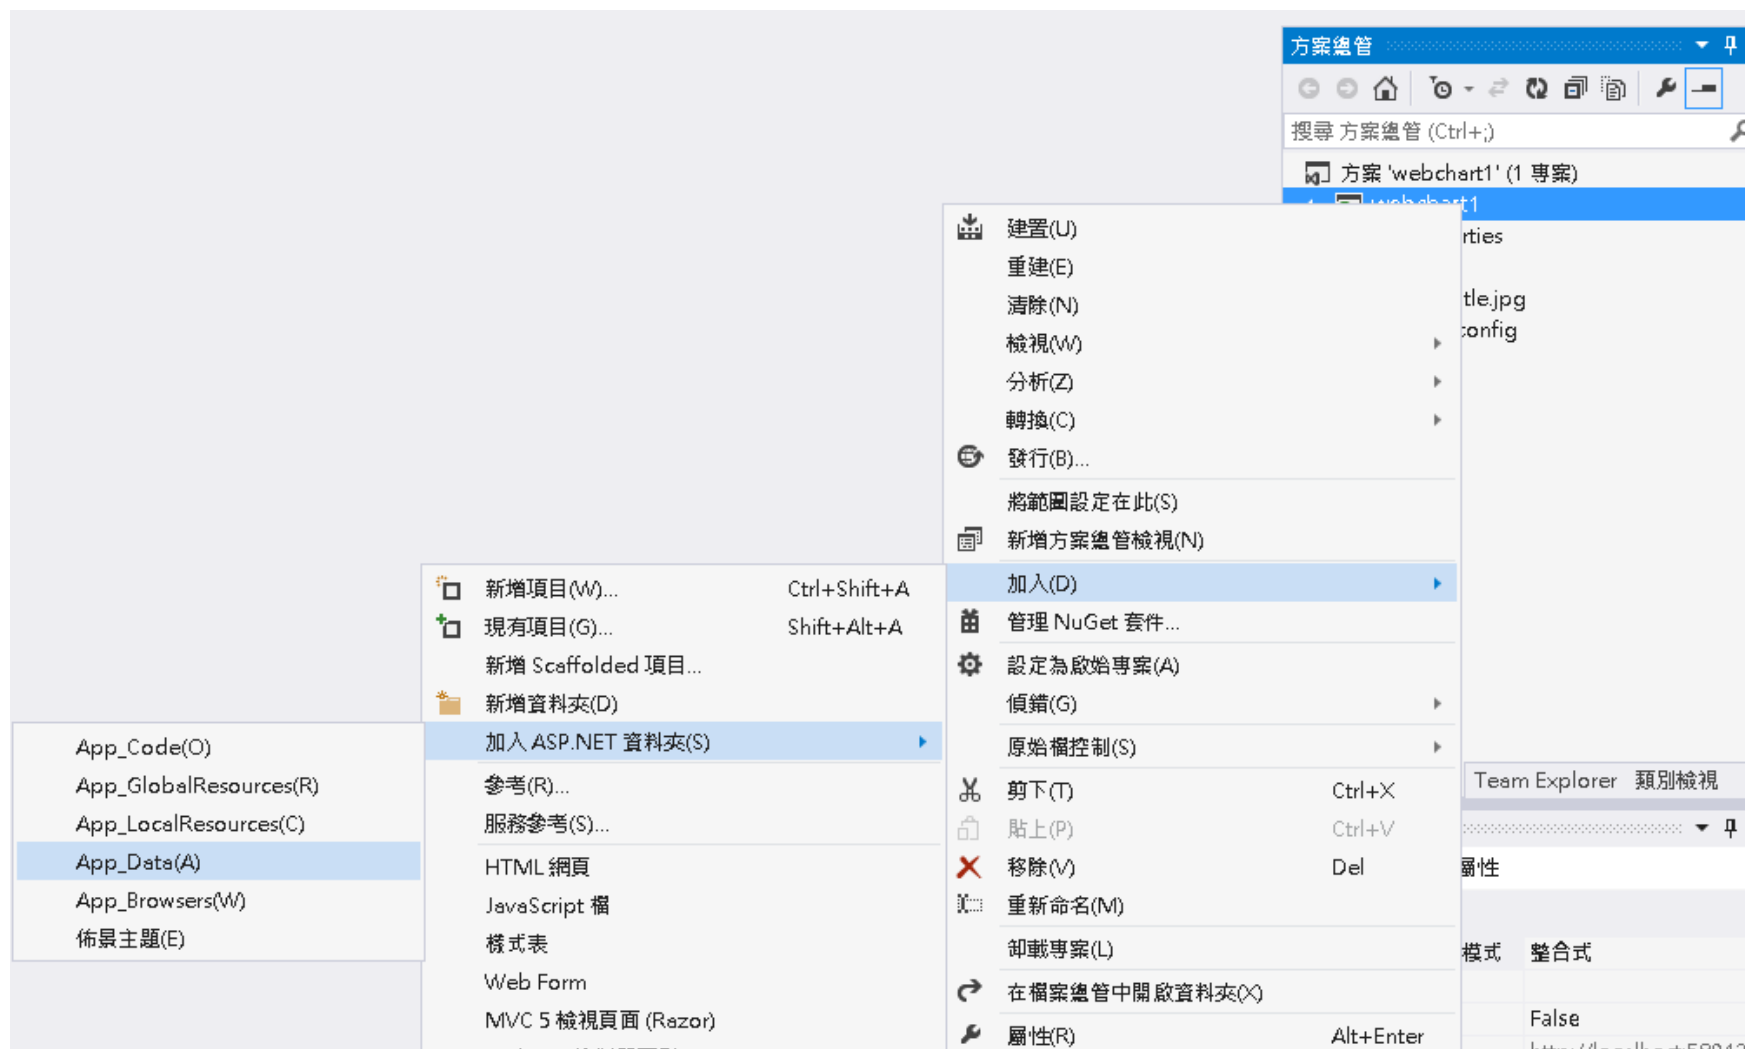 方案總管
搜尋 方案總管 (Ctrl+;)
方案 'webchart1' (1 專案)
webchart1
rties
tle.jpg
config
建置(U)
重建(E)
清除(N)
檢視(W)
分析(Z)
轉換(C)
發行(B)...
將範圍設定在此(S)
新增方案總管檢視(N)
加入(D)
管理 NuGet 套件...
設定為啟始專案(A)
偵錯(G)
原始檔控制(S)
剪下(T) Ctrl+X
貼上(P) Ctrl+V
移除(V) Del
重新命名(M)
卸載專案(L)
在檔案總管中開啟資料夾(X)
屬性(R) Alt+Enter
新增項目(W)... Ctrl+Shift+A
現有項目(G)... Shift+Alt+A
新增 Scaffolded 項目...
新增資料夾(D)
加入 ASP.NET 資料夾(S)
參考(R)...
服務參考(S)...
HTML 網頁
JavaScript 檔
樣式表
Web Form
MVC 5 檢視頁面 (Razor)
App_Code(O)
App_GlobalResources(R)
App_LocalResources(C)
App_Data(A)
App_Browsers(W)
佈景主題(E)
Team Explorer 類別檢視
屬性
模式 整合式
False